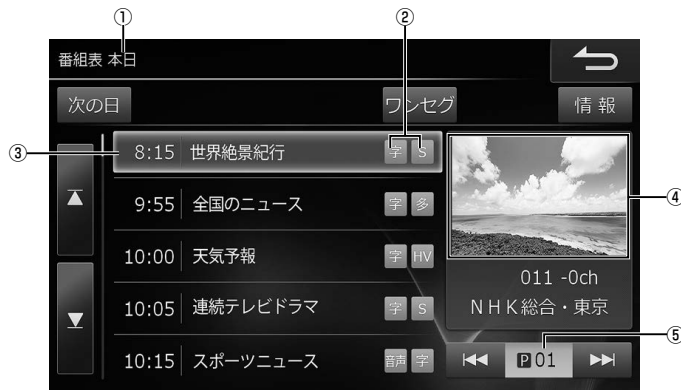 ① ②
番組表 本日
次の日 ワンセグ 情報
③ 8:15 世界絶景紀行 字 S
④
9:55 全国のニュース 字 多
10:00 天気予報 字 HV
011 -0ch
10:05 連続テレビドラマ 字 S
NHK総合・東京
⑤
10:15 スポーツニュース 音声 字
P 01